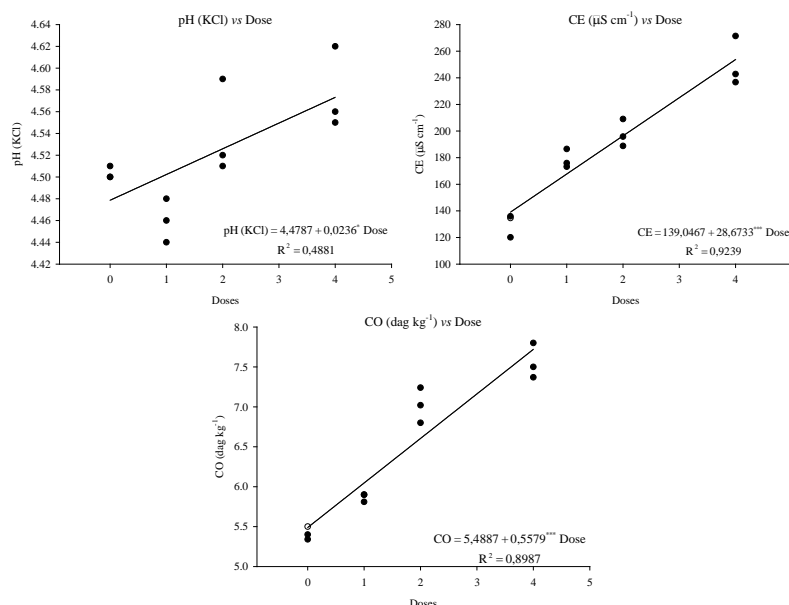 pH (KCl) vs Dose
4.64
4.62
4.60
4.58
4.56
4.54
4.52
4.50
4.48
4.46
4.44
4.42
pH (KCl)
pH (KCl) = 4,4787 + 0,0236* Dose
R² = 0,4881
0 1 2 3 4 5
Doses
CE (µS cm⁻¹) vs Dose
280
260
240
220
200
180
160
140
120
100
CE (µS cm⁻¹)
CE = 139,0467 + 28,6733*** Dose
R² = 0,9239
0 1 2 3 4
Doses
CO (dag kg⁻¹) vs Dose
8.0
7.5
7.0
6.5
6.0
5.5
5.0
CO (dag kg⁻¹)
CO = 5,4887 + 0,5579*** Dose
R² = 0,8987
0 1 2 3 4 5
Doses